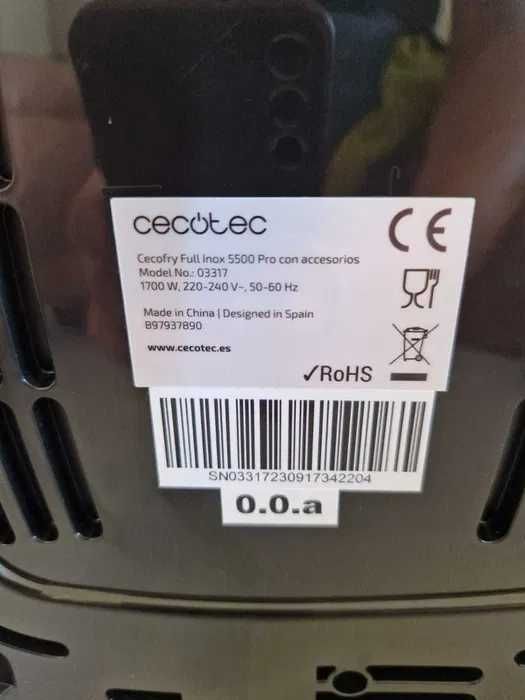 cecotec
CE
Cecofry Full Inox 5500 Pro con accesorios
Model No.: 03317
1700 W, 220-240 V~, 50-60 Hz
Made in China | Designed in Spain
B97937890
www.cecotec.es
✓RoHS
SN03317230917342204
0.0.a